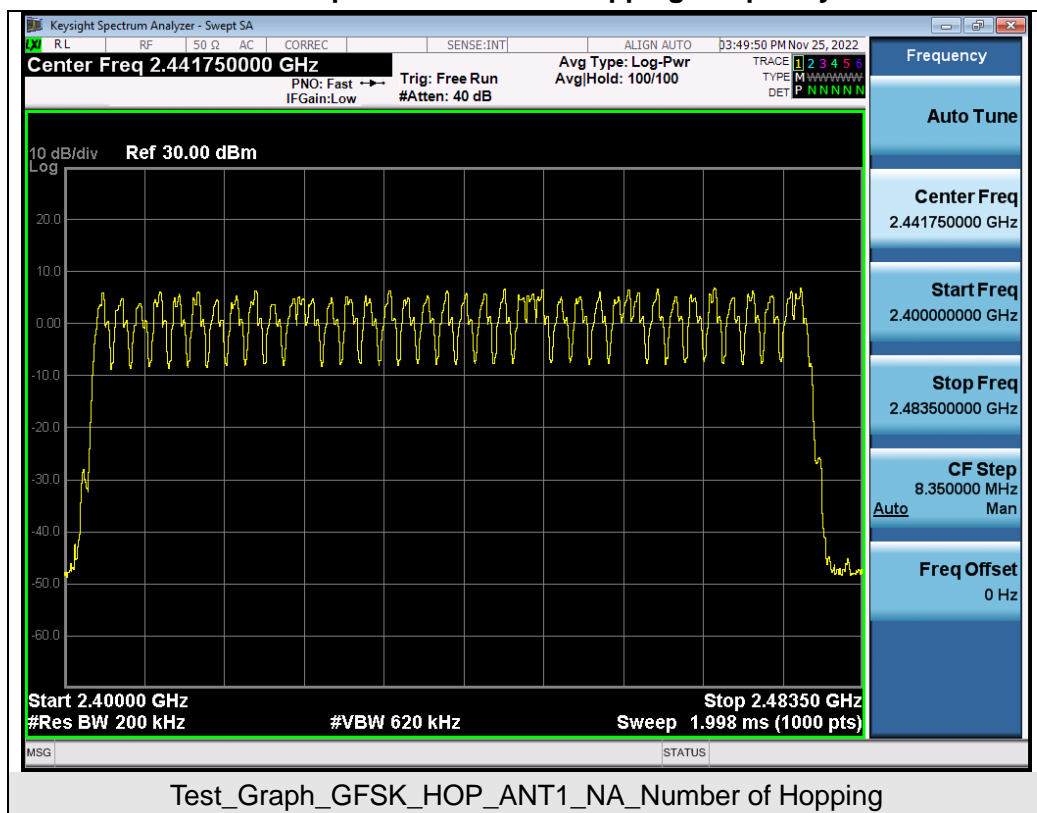 Keysight Spectrum Analyzer - Swept SA
LXI RL RF 50 Ω AC CORREC SENSE:INT ALIGN AUTO 03:49:50 PM Nov 25, 2022
Center Freq 2.441750000 GHz
PNO: Fast
IFGain:Low
Trig: Free Run
#Atten: 40 dB
Avg Type: Log-Pwr
Avg|Hold: 100/100
TRACE 1 2 3 4 5 6
TYPE M WWWWW
DET P N N N N N
10 dB/div Ref 30.00 dBm
Log
20.0
10.0
0.00
-10.0
-20.0
-30.0
-40.0
-50.0
-60.0
Start 2.40000 GHz Stop 2.48350 GHz
#Res BW 200 kHz #VBW 620 kHz Sweep 1.998 ms (1000 pts)
MSG STATUS
Frequency
Auto Tune
Center Freq
2.441750000 GHz
Start Freq
2.400000000 GHz
Stop Freq
2.483500000 GHz
CF Step
8.350000 MHz
Auto Man
Freq Offset
0 Hz
Test_Graph_GFSK_HOP_ANT1_NA_Number of Hopping